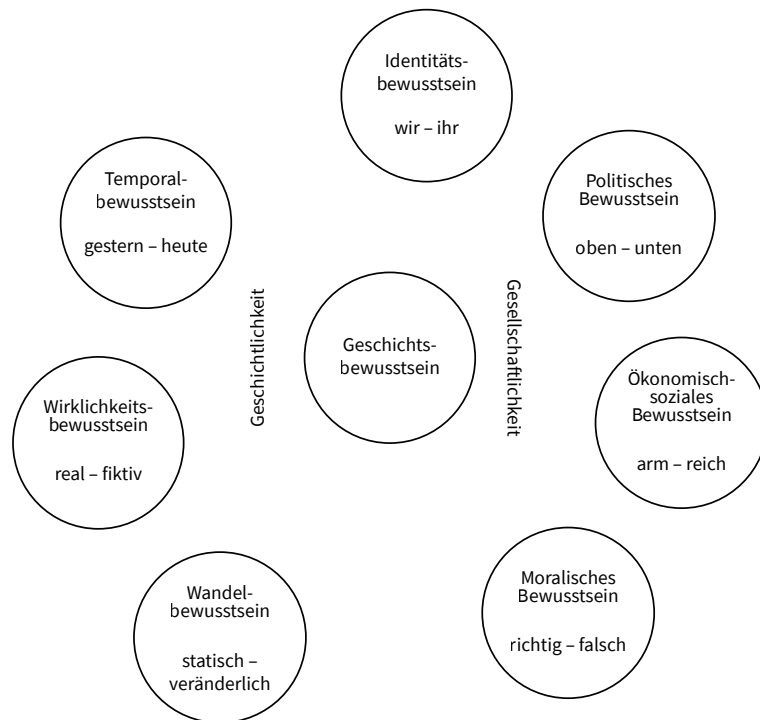 Identitäts-
bewusstsein
wir – ihr
Temporal-
bewusstsein
gestern – heute
Politisches
Bewusstsein
oben – unten
Geschichtlichkeit
Geschichts-
bewusstsein
Gesellschaftlichkeit
Wirklichkeits-
bewusstsein
real – fiktiv
Ökonomisch-
soziales
Bewusstsein
arm – reich
Wandel-
bewusstsein
statisch –
veränderlich
Moralisches
Bewusstsein
richtig – falsch